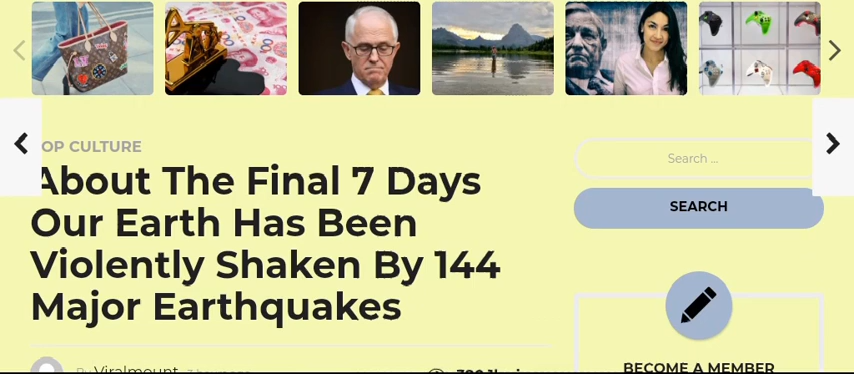 OP CULTURE
About The Final 7 Days
Our Earth Has Been
Violently Shaken By 144
Major Earthquakes
Search ...
SEARCH
BECOME A MEMBER
By Viralmount